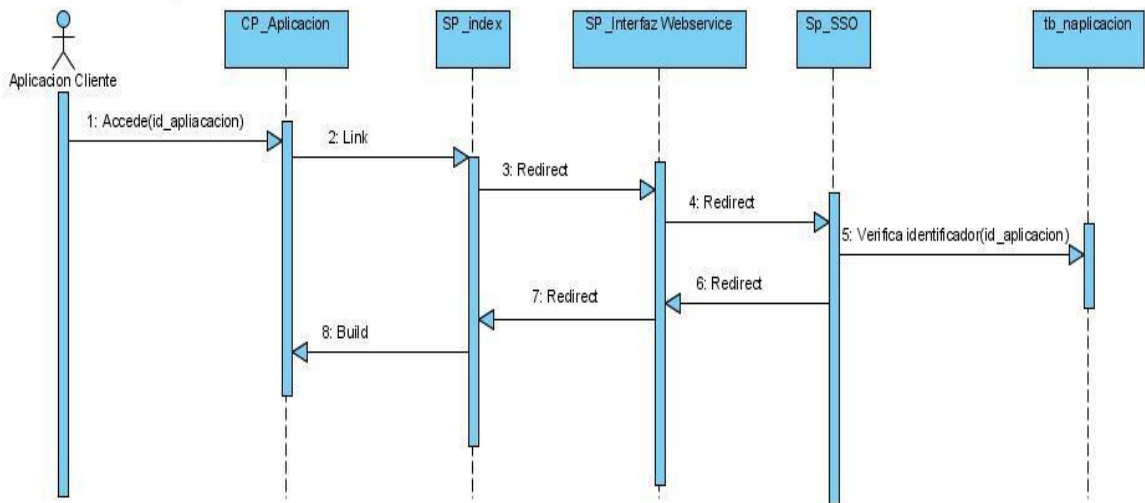 CP_Aplicacion
SP_index
SP_Interfaz Webservice
Sp_SSO
tb_naplicacion
Aplicacion Cliente
1: Accede(id_apliacacion)
2: Link
3: Redirect
4: Redirect
5: Verifica identificador(id_aplicacion)
6: Redirect
7: Redirect
8: Build